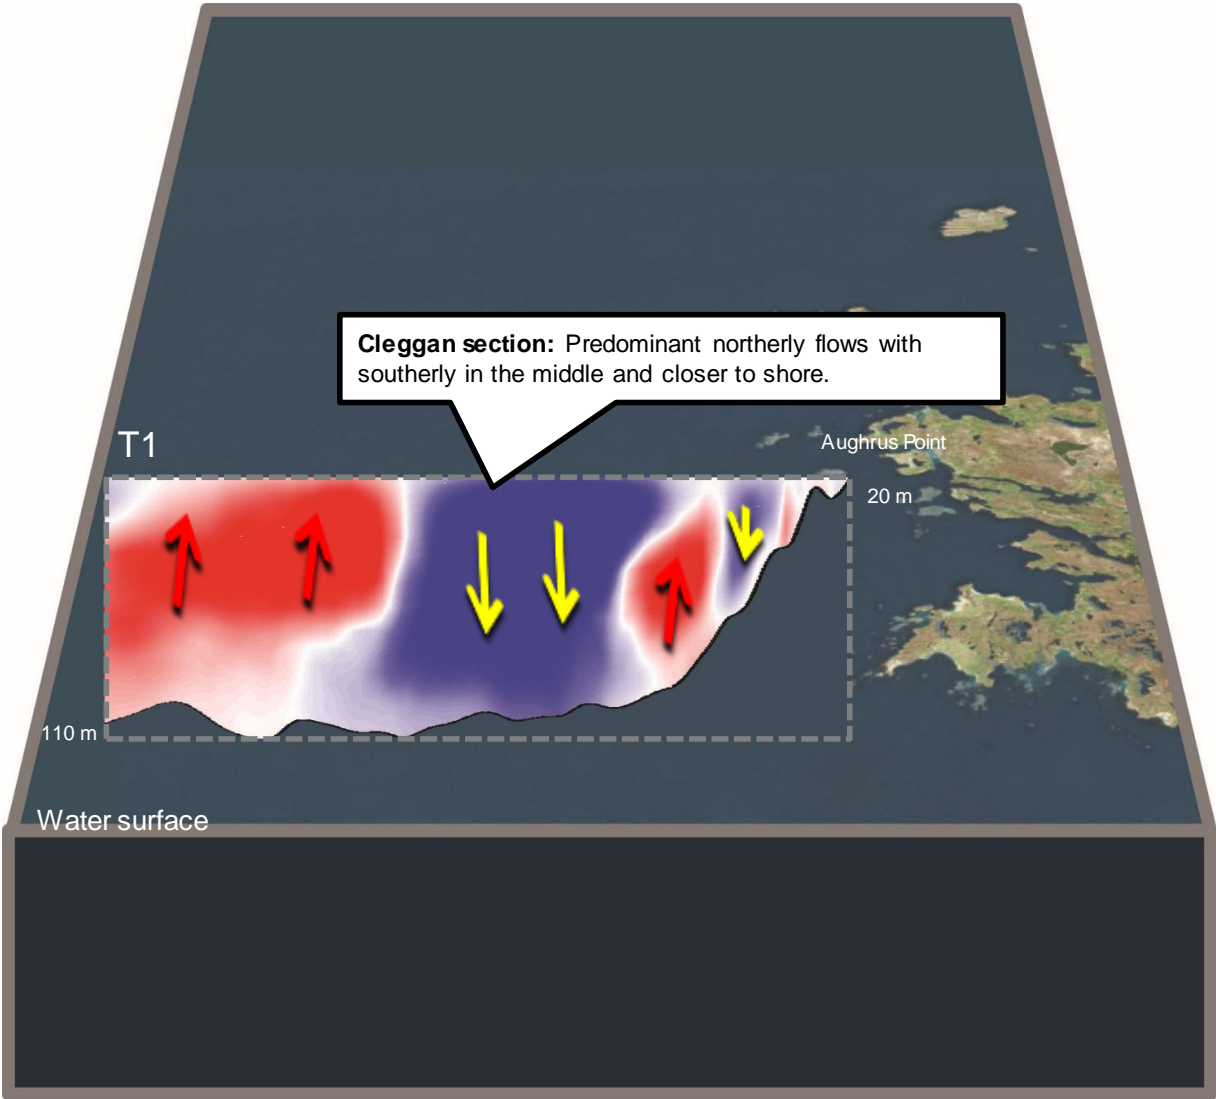 Cleggan section: Predominant northerly flows with
southerly in the middle and closer to shore.
T1
Aughrus Point
20 m
110 m
Water surface